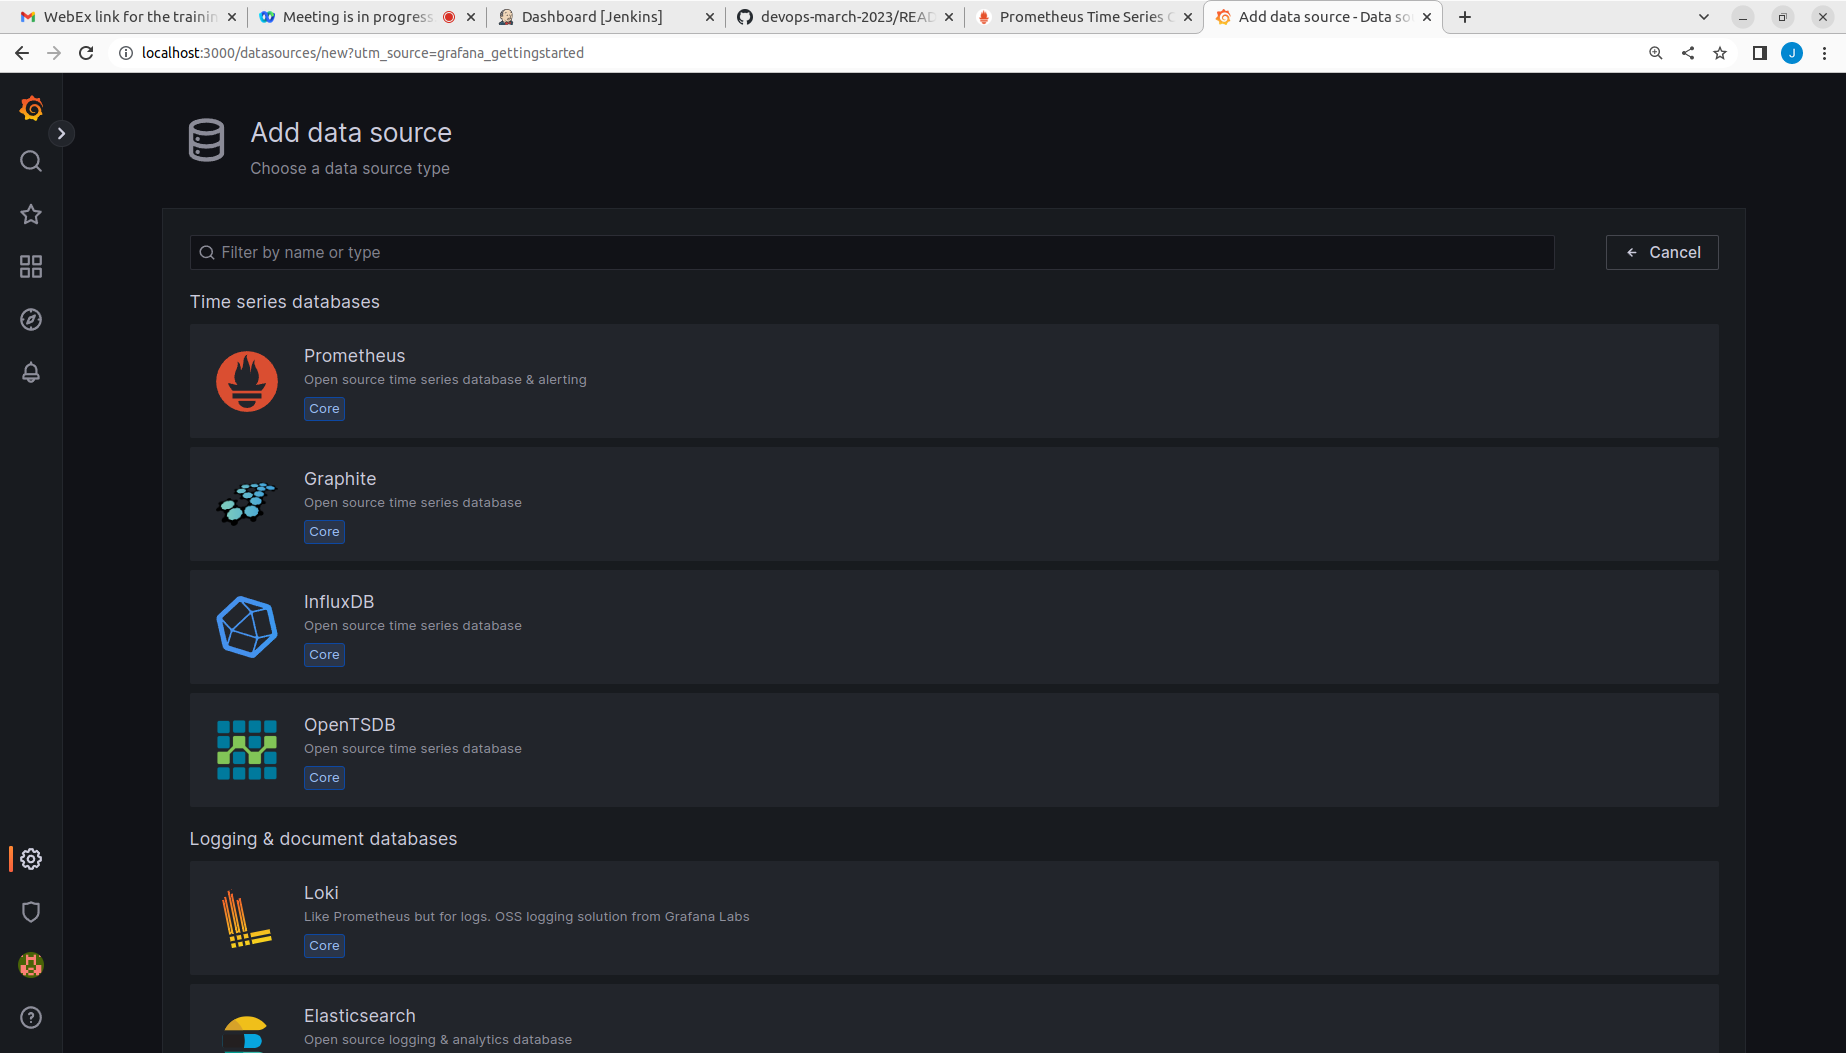 WebEx link for the trainin
Meeting is in progress
Dashboard [Jenkins]
devops-march-2023/READ
Prometheus Time Series C
Add data source - Data so
localhost:3000/datasources/new?utm_source=grafana_gettingstarted
J
Add data source
Choose a data source type
Filter by name or type
Cancel
Time series databases
Prometheus
Open source time series database & alerting
Core
Graphite
Open source time series database
Core
InfluxDB
Open source time series database
Core
OpenTSDB
Open source time series database
Core
Logging & document databases
Loki
Like Prometheus but for logs. OSS logging solution from Grafana Labs
Core
Elasticsearch
Open source logging & analytics database